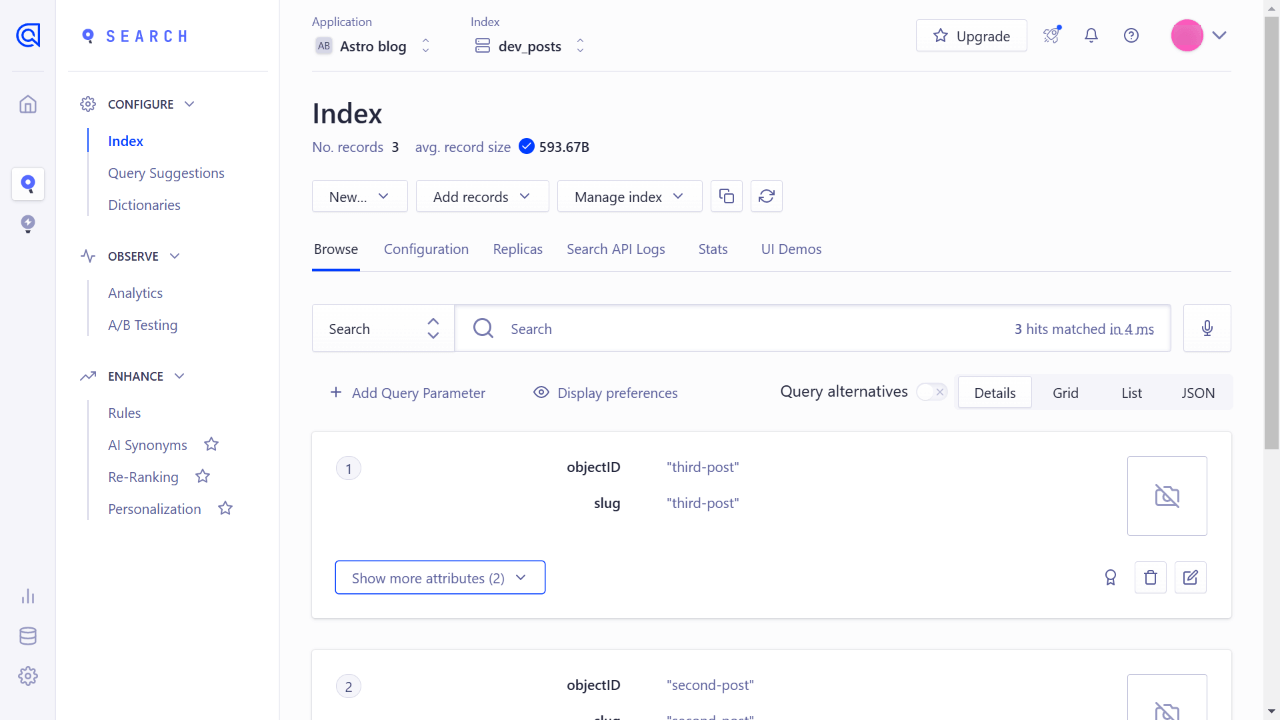 SEARCH
CONFIGURE
Index
Query Suggestions
Dictionaries
OBSERVE
Analytics
A/B Testing
ENHANCE
Rules
AI Synonyms
Re-Ranking
Personalization
Application
Index
AB Astro blog
dev_posts
Upgrade
Index
No. records 3 avg. record size 593.67B
New...
Add records
Manage index
Browse
Configuration
Replicas
Search API Logs
Stats
UI Demos
Search
Search
3 hits matched in 4 ms
Add Query Parameter
Display preferences
Query alternatives
Details
Grid
List
JSON
1
objectID "third-post"
slug "third-post"
Show more attributes (2)
2
objectID "second-post"
slug "second-post"